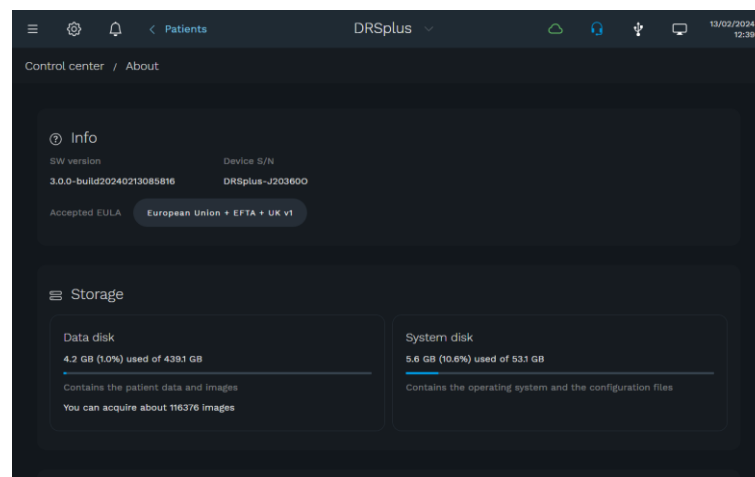 Patients
DRSplus
13/02/2024
12:39
Control center / About
Info
SW version
Device S/N
3.0.0-build20240213085816
DRSplus-J20360O
Accepted EULA
European Union + EFTA + UK v1
Storage
Data disk
4.2 GB (1.0%) used of 439.1 GB
Contains the patient data and images
You can acquire about 116376 images
System disk
5.6 GB (10.6%) used of 53.1 GB
Contains the operating system and the configuration files